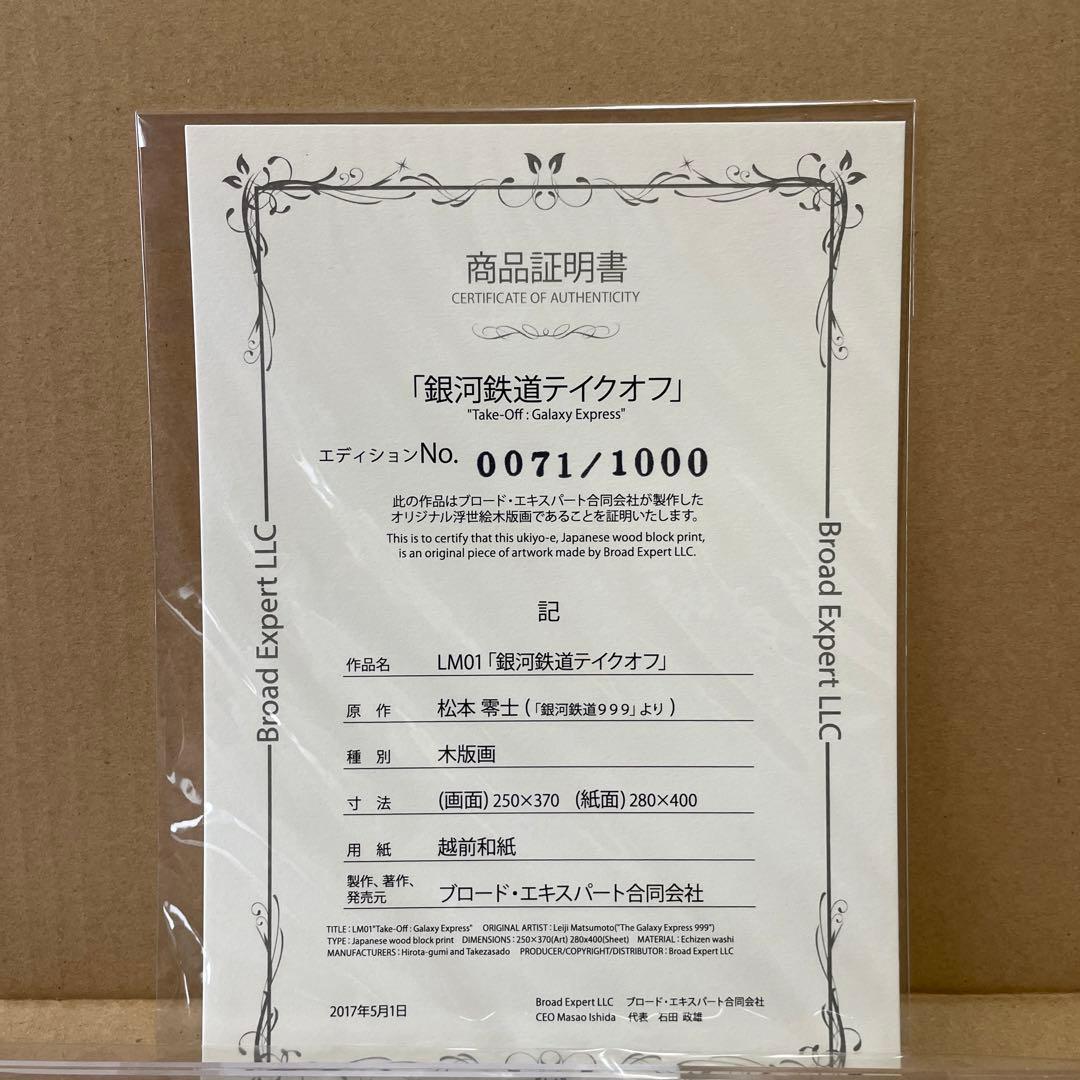 商品証明書
CERTIFICATE OF AUTHENTICITY
「銀河鉄道テイクオフ」
"Take-Off : Galaxy Express"
エディションNo. 0071/1000
此の作品はブロード・エキスパート合同会社が製作した
オリジナル浮世絵木版画であることを証明いたします。
This is to certify that this ukiyo-e, Japanese wood block print,
is an original piece of artwork made by Broad Expert LLC.
記
作品名 LM01「銀河鉄道テイクオフ」
原 作 松本 零士 (「銀河鉄道999」より)
種 別 木版画
寸 法 (画面) 250×370 (紙面) 280×400
用 紙 越前和紙
製作、著作、
発売元 ブロード・エキスパート合同会社
TITLE : LM01"Take-Off : Galaxy Express" ORIGINAL ARTIST : Leiji Matsumoto("The Galaxy Express 999")
TYPE : Japanese wood block print DIMENSIONS : 250×370(Art) 280x400(Sheet) MATERIAL : Echizen washi
MANUFACTURERS : Hirota-gumi and Takezasado PRODUCER/COPYRIGHT/DISTRIBUTOR : Broad Expert LLC
2017年5月1日
Broad Expert LLC ブロード・エキスパート合同会社
CEO Masao Ishida 代表 石田 政雄
Broad Expert LLC
Broad Expert LLC